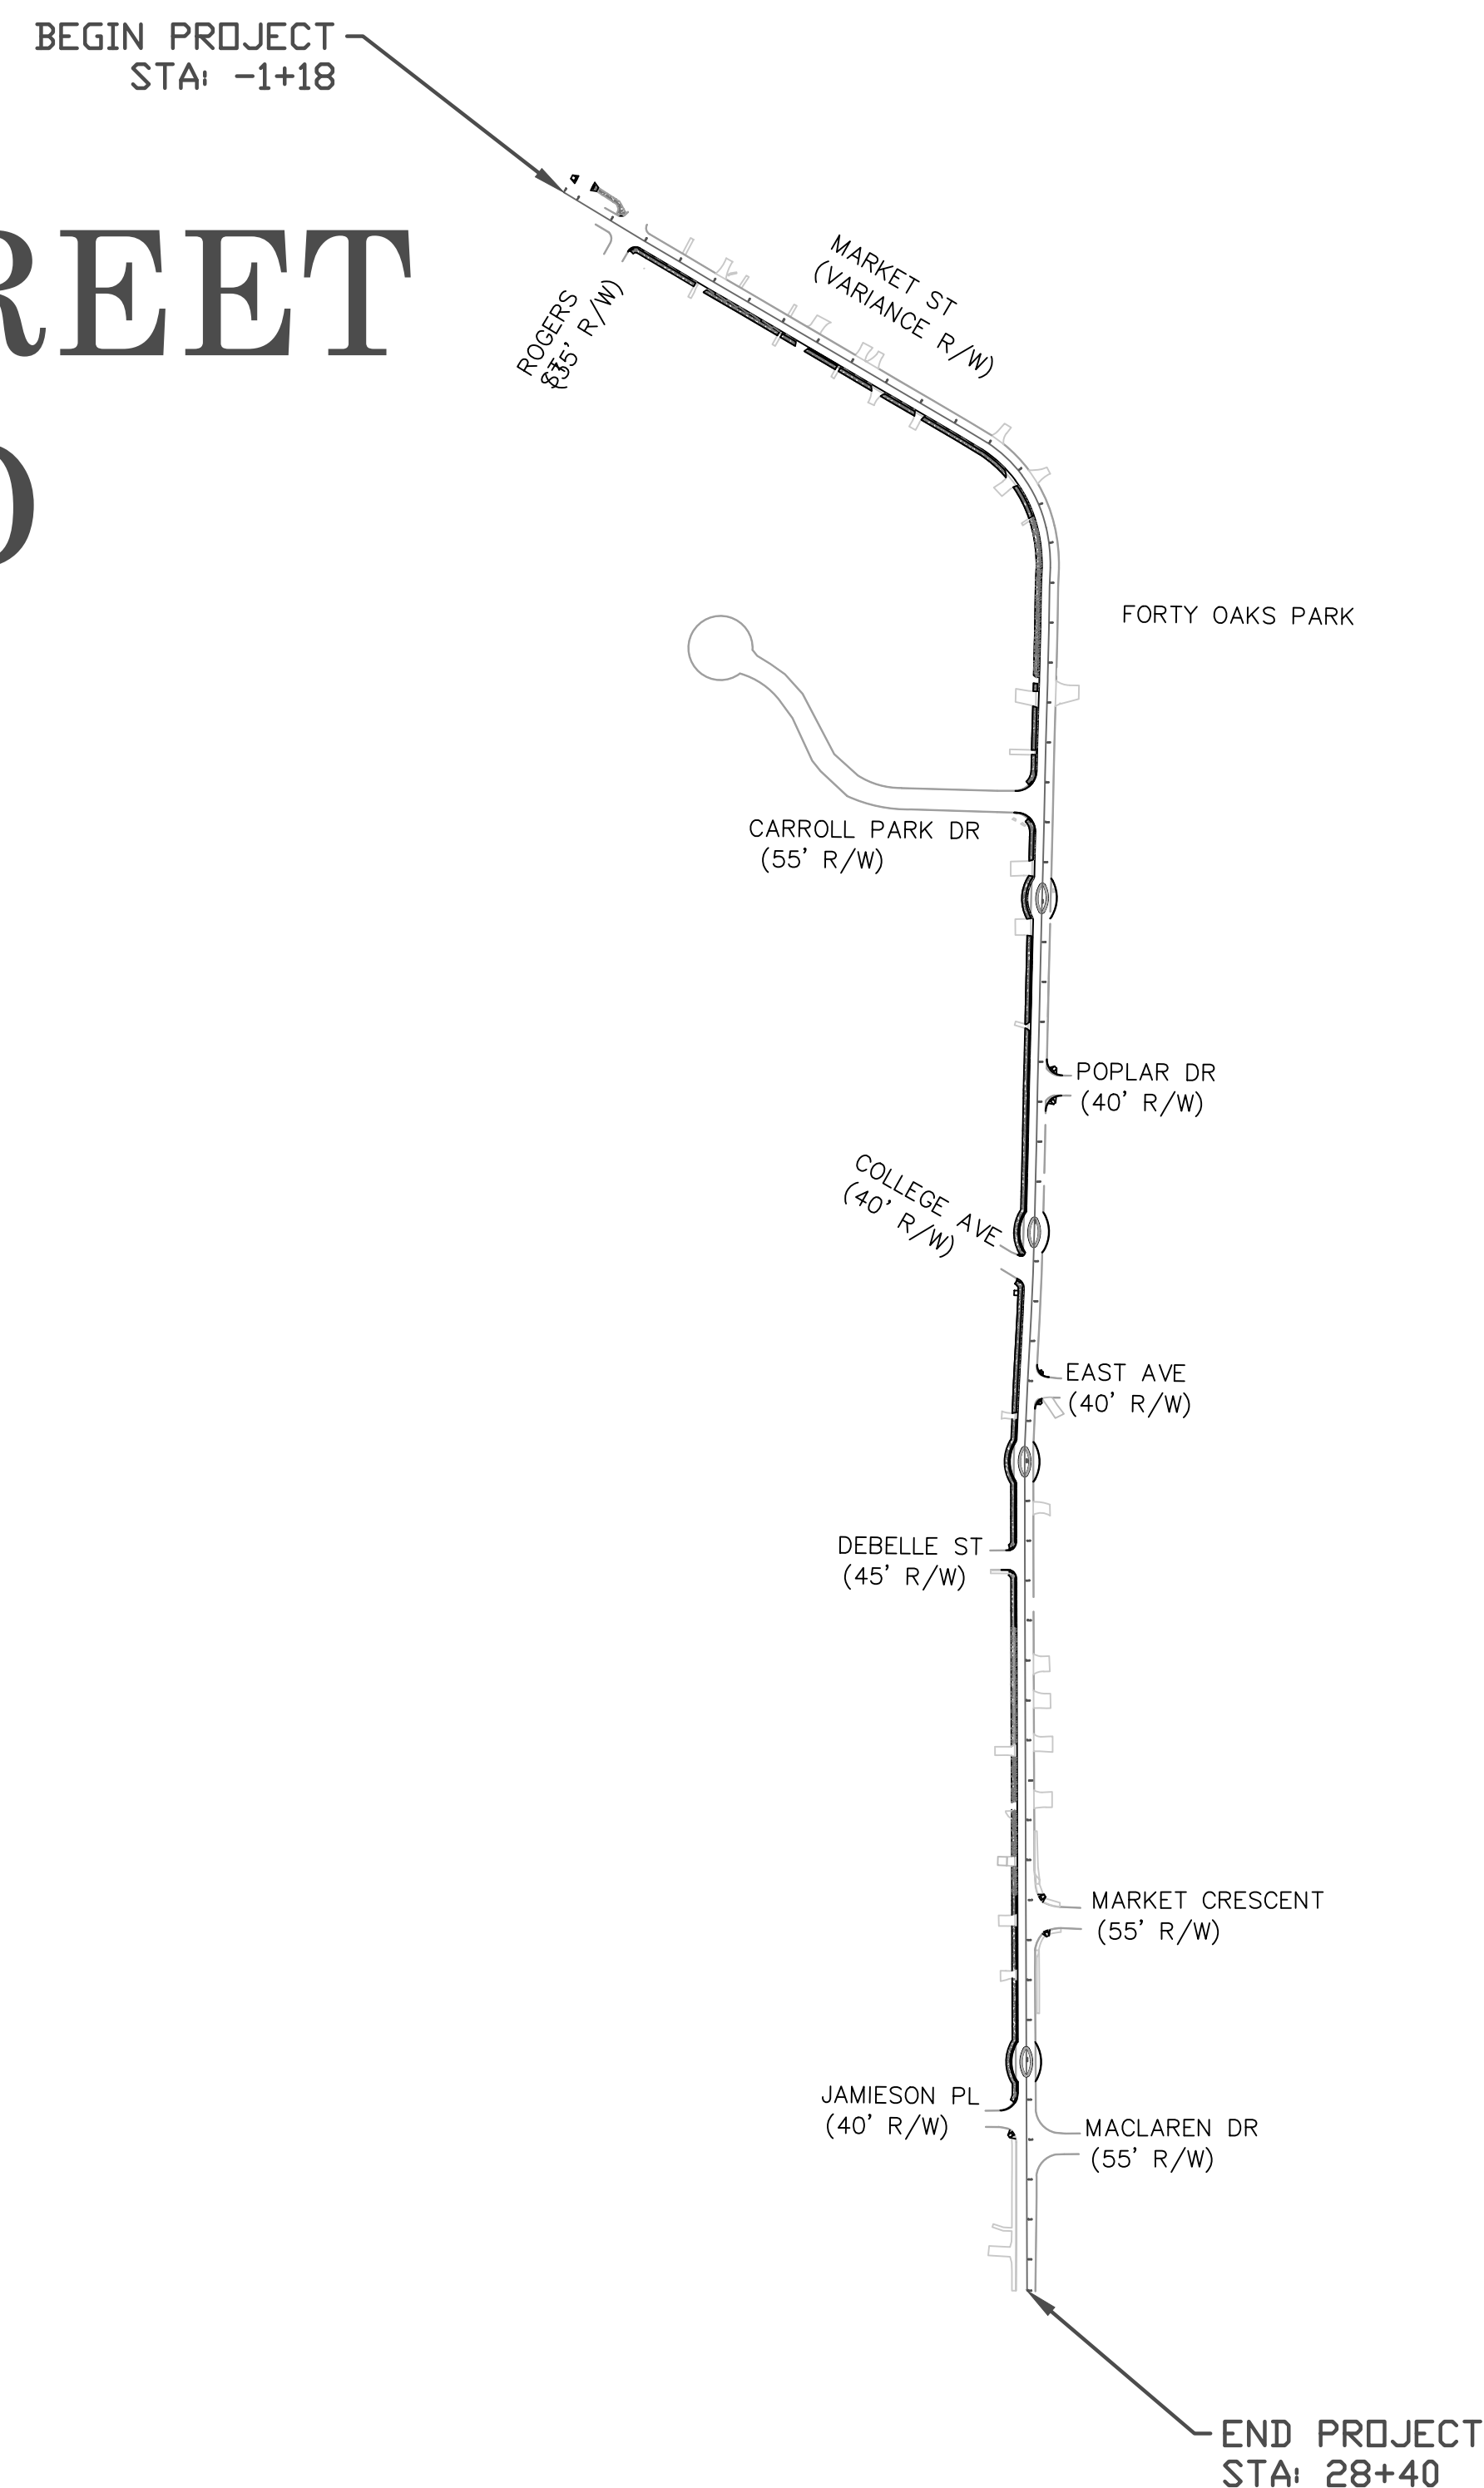 BEGIN PROJECT
STA: -1+18
REET
MARKET ST
(VARIANCE R/W)
ROGERS
ST
(35' R/W)
FORTY OAKS PARK
CARROLL PARK DR
(55' R/W)
POPLAR DR
(40' R/W)
COLLEGE AVE
(40' R/W)
EAST AVE
(40' R/W)
DEBELLE ST
(45' R/W)
MARKET CRESCENT
(55' R/W)
JAMIESON PL
(40' R/W)
MACLAREN DR
(55' R/W)
END PROJECT
STA: 28+40